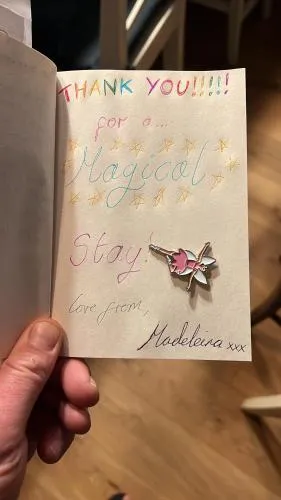 THANK YOU!!!!!
for a...
Magical
Stay!
love from,
Madeleina xxx